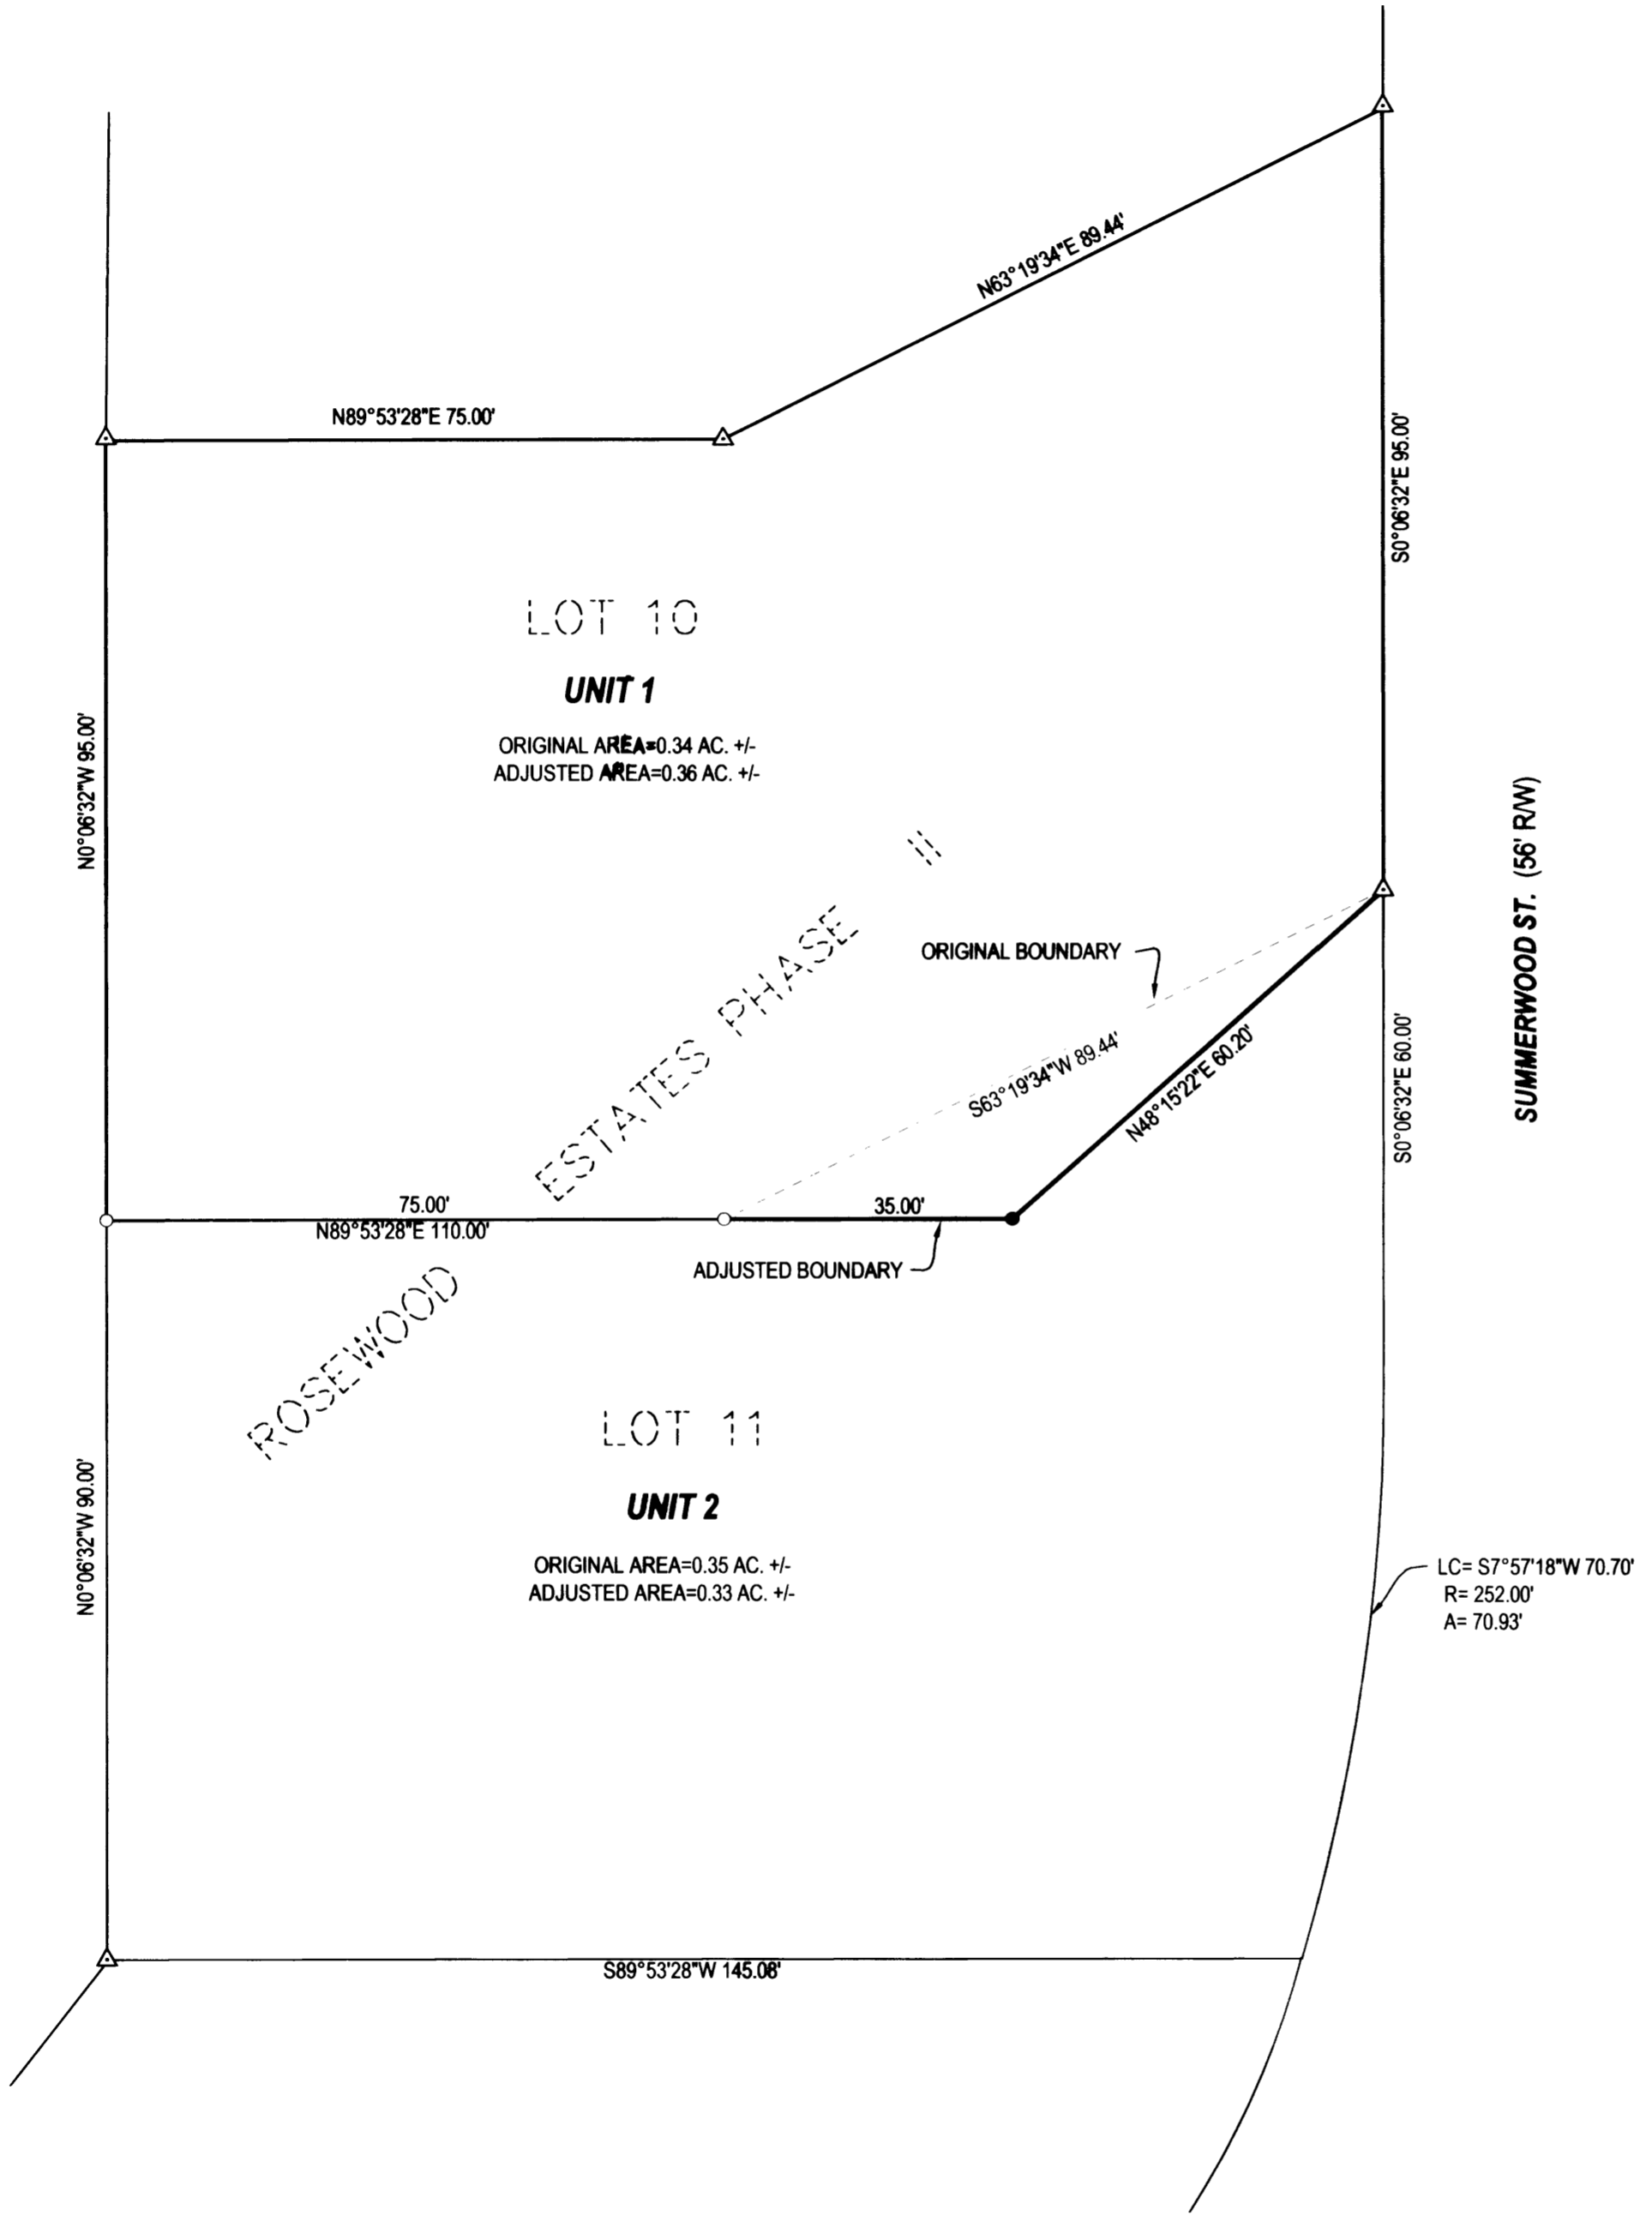 N63°19'34"E 89.44'
N89°53'28"E 75.00'
S0°06'32"E 95.00'
LOT 10
UNIT 1
ORIGINAL AREA=0.34 AC. +/-
ADJUSTED AREA=0.36 AC. +/-
N0°06'32"W 95.00'
SUMMERWOOD ST. (56' R/W)
ORIGINAL BOUNDARY
S63°19'34"W 89.44'
N48°15'22"E 60.20'
S0°06'32"E 60.00'
75.00'
35.00'
N89°53'28"E 110.00'
ADJUSTED BOUNDARY
ROSEWOOD ESTATES PHASE II
LOT 11
UNIT 2
ORIGINAL AREA=0.35 AC. +/-
ADJUSTED AREA=0.33 AC. +/-
N0°06'32"W 90.00'
LC= S7°57'18"W 70.70'
R= 252.00'
A= 70.93'
S89°53'28"W 145.08'